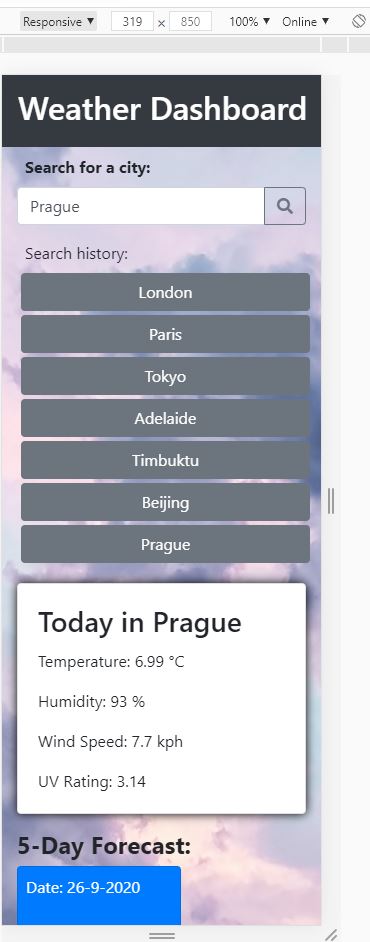 Responsive ▼ 319 x 850 100% ▼ Online ▼
Weather Dashboard
Search for a city:
Prague
Search history:
London
Paris
Tokyo
Adelaide
Timbuktu
Beijing
Prague
Today in Prague
Temperature: 6.99 °C
Humidity: 93 %
Wind Speed: 7.7 kph
UV Rating: 3.14
5-Day Forecast:
Date: 26-9-2020